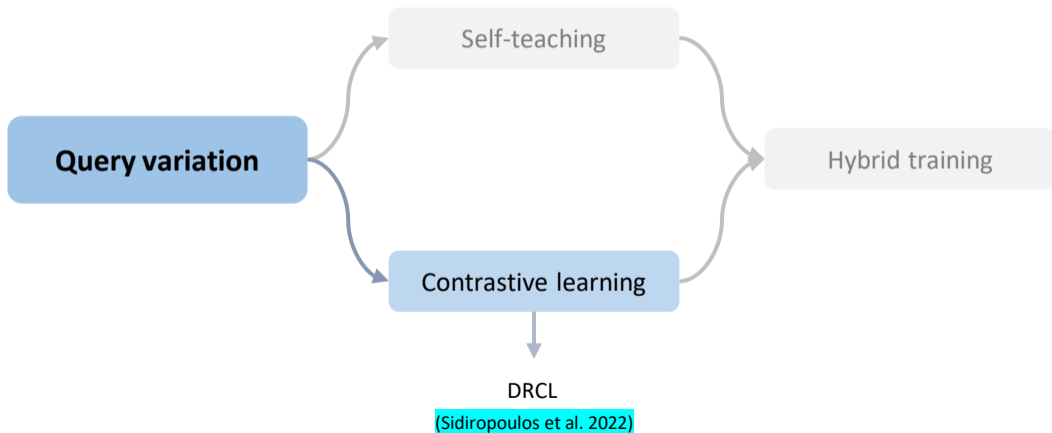 Self-teaching
Query variation
Hybrid training
Contrastive learning
DRCL
(Sidiropoulos et al. 2022)